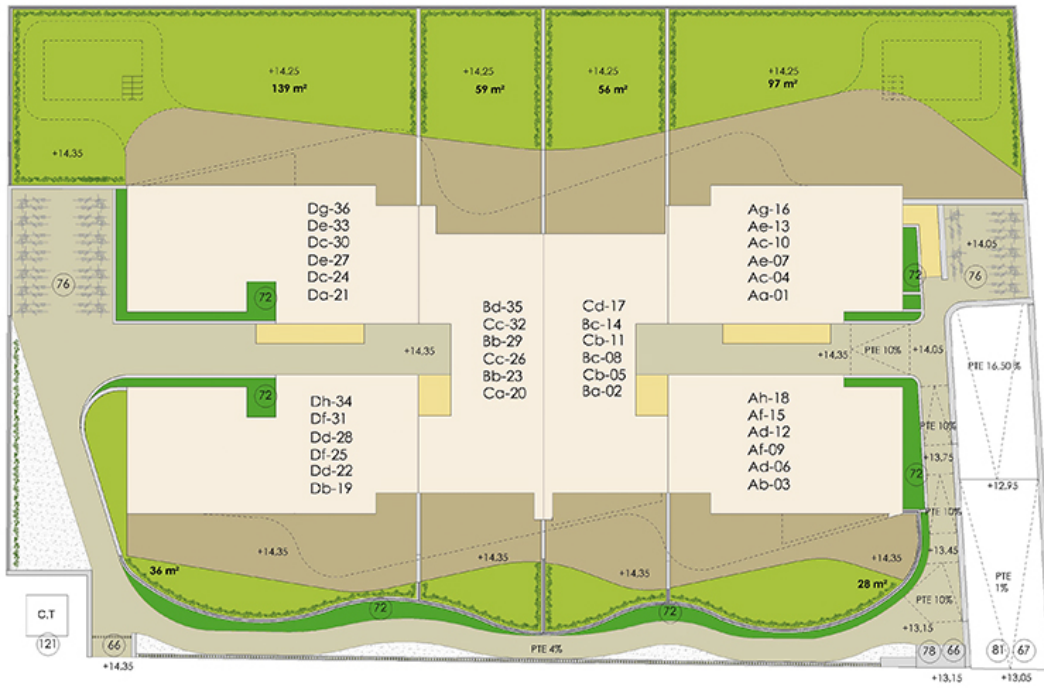 +14,25
139 m²
+14,25
59 m²
+14,25
56 m²
+14,25
97 m²
+14,35
Dg-36
De-33
Dc-30
De-27
Dc-24
Da-21
Ag-16
Ae-13
Ac-10
Ae-07
Ac-04
Aa-01
+14,05
76
72
72
76
Bd-35
Cc-32
Bb-29
Cc-26
Bb-23
Ca-20
Cd-17
Bc-14
Cb-11
Bc-08
Cb-05
Ba-02
+14,35
+14,35
PTE 10%
+14,05
PTE 16.50 %
72
Dh-34
Df-31
Dd-28
Df-25
Dd-22
Db-19
Ah-18
Af-15
Ad-12
Af-09
Ad-06
Ab-03
PTE 10%
+13,75
72
+12,95
PTE 10%
+14,35
+14,35
+14,35
+14,35
+13,45
36 m²
28 m²
PTE
1%
PTE 10%
72
72
C.T
121
66
+14,35
PTE 4%
+13,15
78
66
81
67
+13,15
+13,05